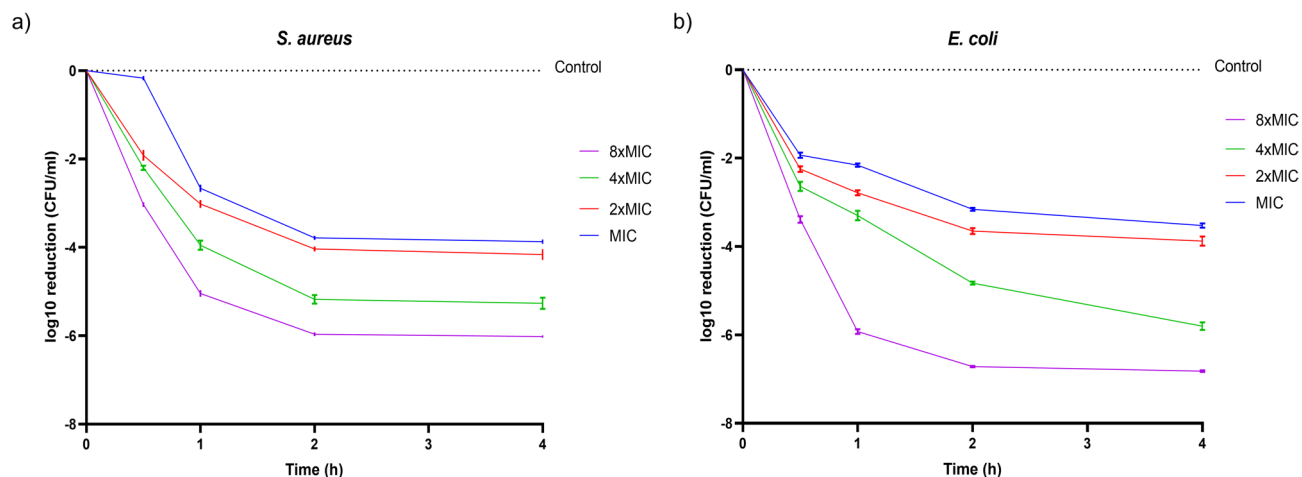 a)
S. aureus
Control
0
-2
-4
-6
-8
log10 reduction (CFU/ml)
0 1 2 3 4
Time (h)
8xMIC
4xMIC
2xMIC
MIC
b)
E. coli
Control
0
-2
-4
-6
-8
log10 reduction (CFU/ml)
0 1 2 3 4
Time (h)
8xMIC
4xMIC
2xMIC
MIC